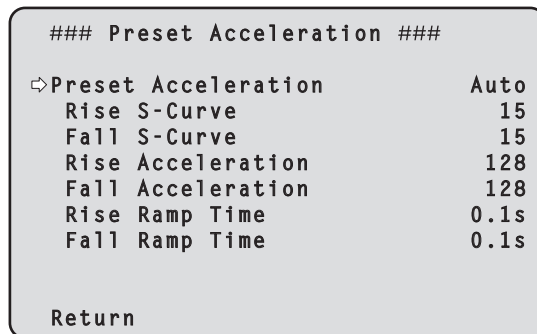 ### Preset Acceleration ###
⇨Preset Acceleration Auto
Rise S-Curve 15
Fall S-Curve 15
Rise Acceleration 128
Fall Acceleration 128
Rise Ramp Time 0.1s
Fall Ramp Time 0.1s
Return